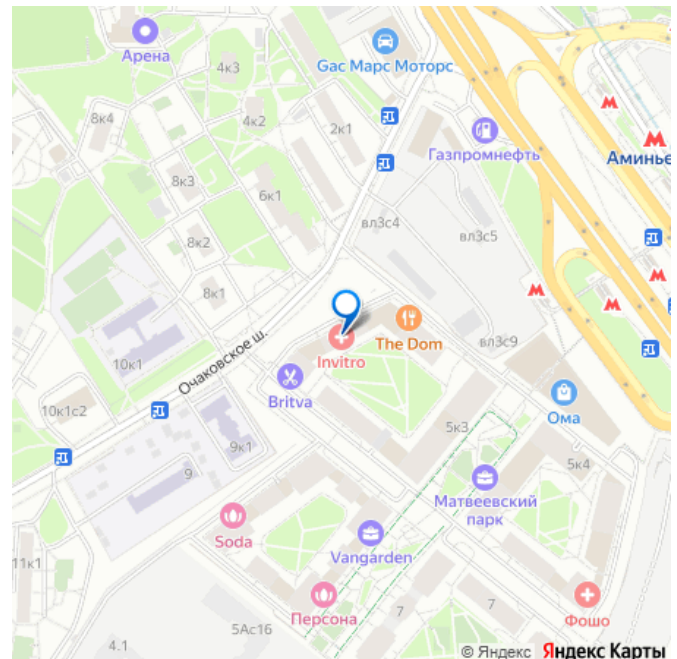 Арена
4к3
Gac Марс Моторс
8к4
4к2
2к1
Газпромнефть
Аминье
8к3
6к1
вл3с4
вл3с5
8к2
8к1
Очаковское ш.
The Dom
Invitro
вл3с9
10к1
Britva
Ома
10к1с2
9к1
5к3
5к4
9
Матвеевский
парк
Soda
Vangarden
11к1
Персона
7
7
Фошо
5Ас16
4.1
© Яндекс Яндекс Карты